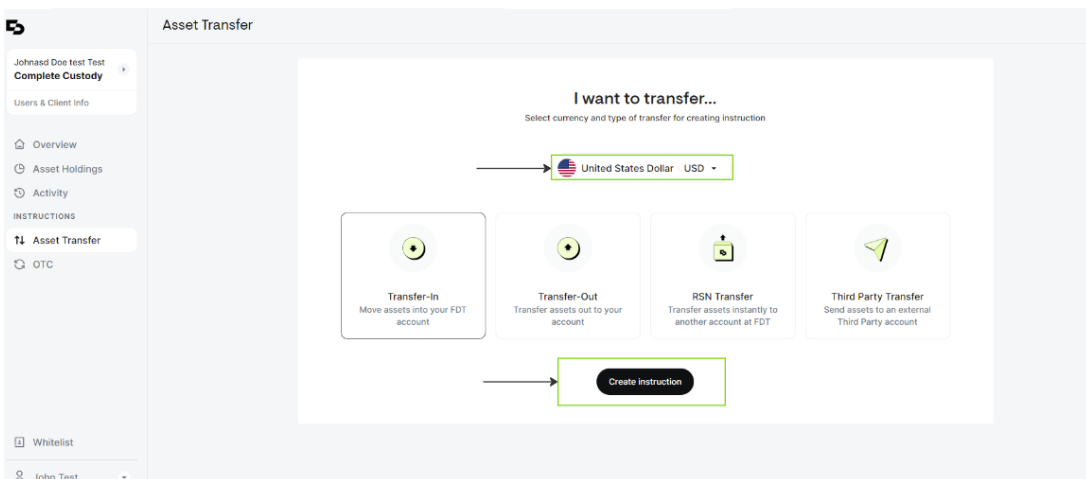 Asset Transfer
Johnasd Doe test Test
Complete Custody
Users & Client Info
Overview
Asset Holdings
Activity
INSTRUCTIONS
Asset Transfer
OTC
Whitelist
John Test
I want to transfer...
Select currency and type of transfer for creating instruction
United States Dollar USD
Transfer-In
Move assets into your FDT
account
Transfer-Out
Transfer assets out to your
account
RSN Transfer
Transfer assets instantly to
another account at FDT
Third Party Transfer
Send assets to an external
Third Party account
Create instruction